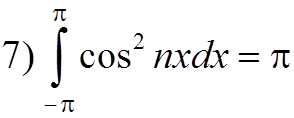 7) ∫_{-π}^{π} cos² nxdx = π